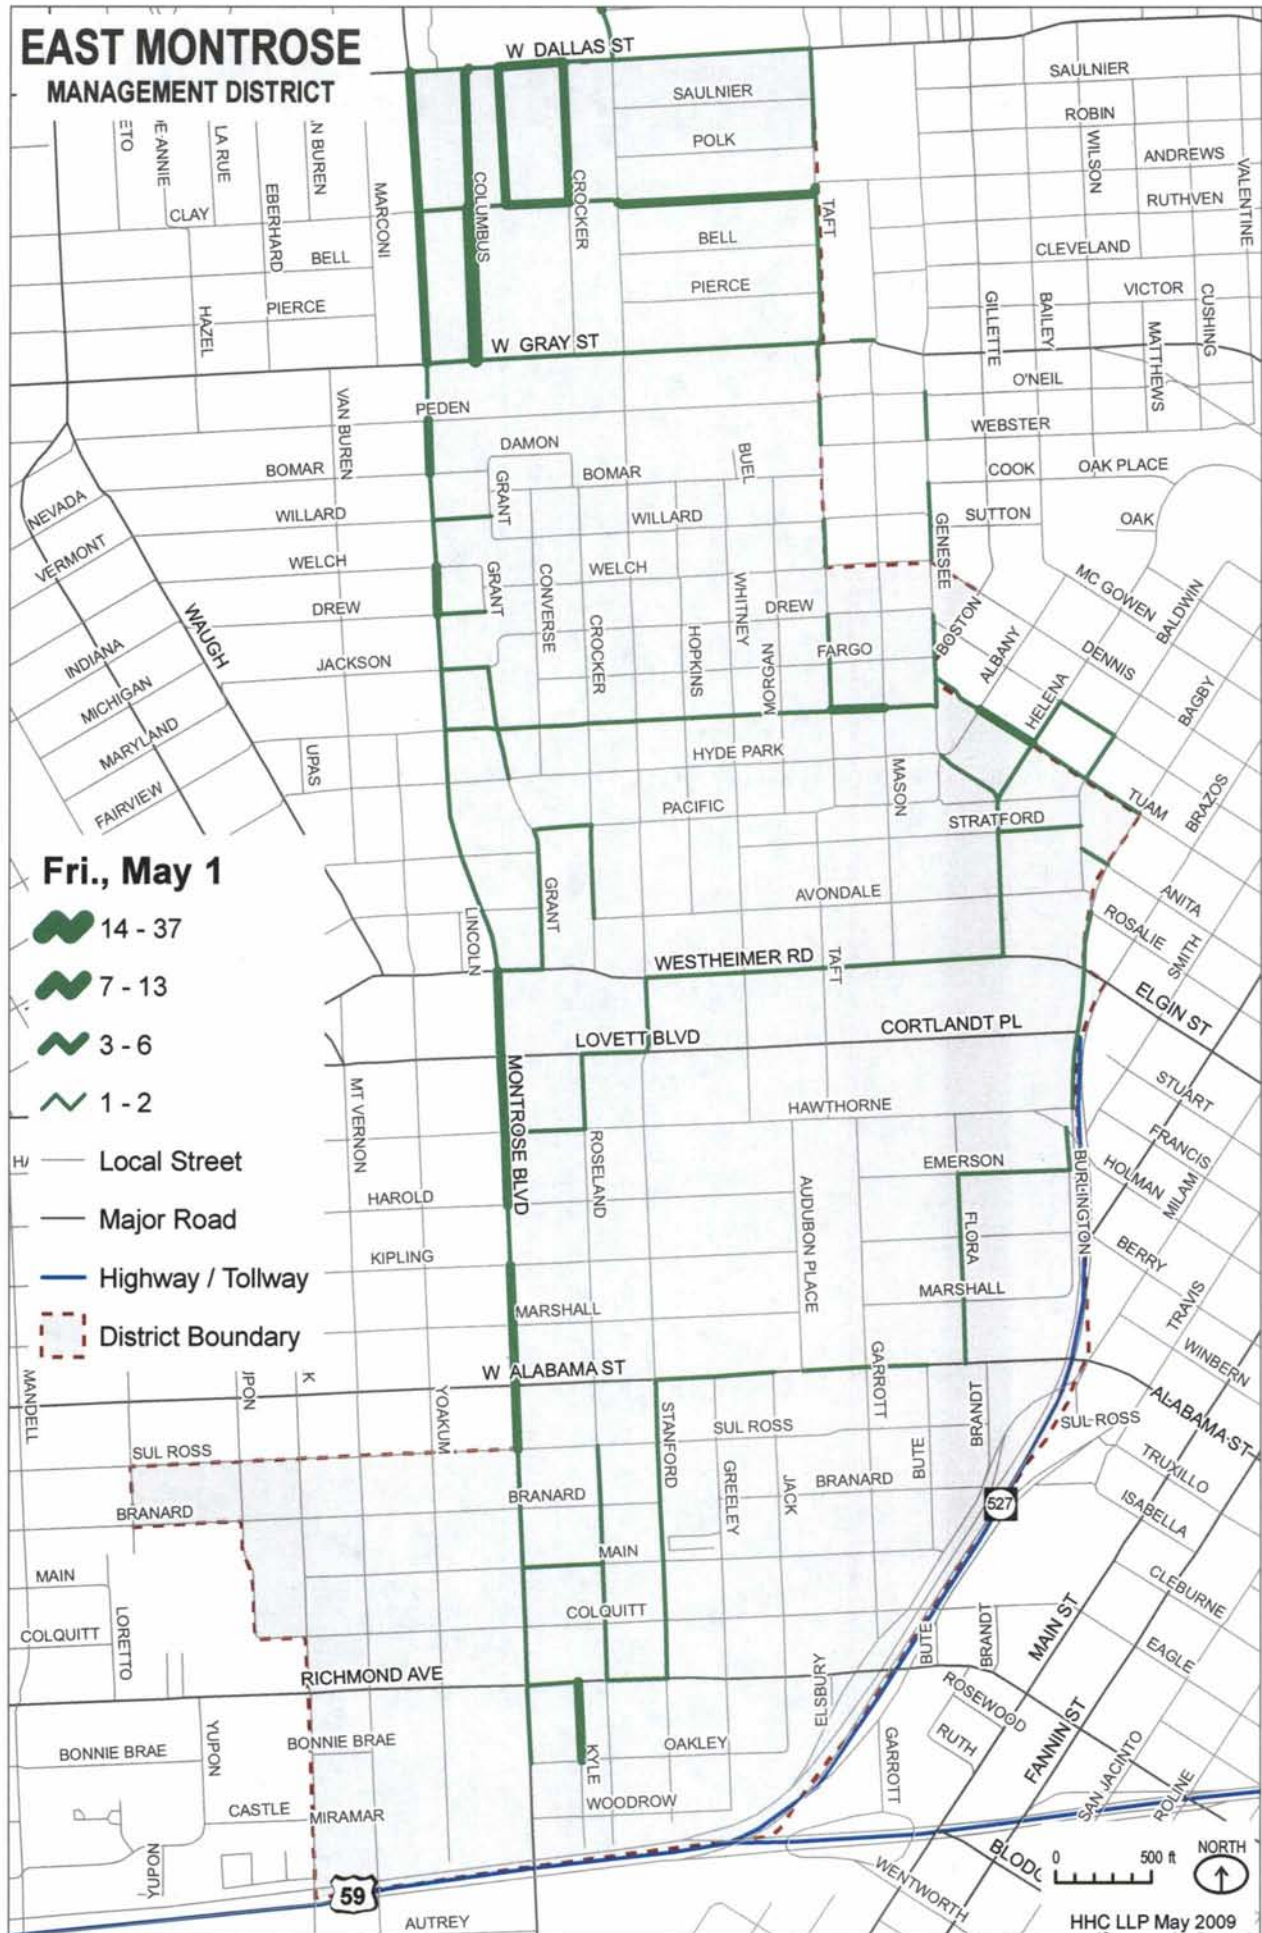 EAST MONTROSE
MANAGEMENT DISTRICT
W DALLAS ST
SAULNIER
SAULNIER
POLK
ROBIN
WILSON
ANDREWS
VALENTINE
RUTHVEN
ETO
E ANNIE
LA RUE
N BUREN
EBERHARD
MARCONI
CLAY
COLUMBUS
CROCKER
TAFT
BELL
CLEVELAND
BELL
PIERCE
HAZEL
PIERCE
VICTOR
CUSHING
GILLETTE
BAILEY
MATTHEWS
W GRAY ST
O'NEIL
VAN BUREN
PEDEN
WEBSTER
DAMON
BUEL
BOMAR
GRANT
BOMAR
COOK
OAK PLACE
NEVADA
WILLARD
WILLARD
GENESEE
SUTTON
OAK
VERMONT
WELCH
GRANT
CONVERSE
WELCH
WHITNEY
MC GOWEN
BALDWIN
DREW
CROCKER
DREW
BOSTON
WAUGH
HOPKINS
MORGAN
FARGO
ALBANY
DENNIS
INDIANA
JACKSON
HELENA
BAGBY
MICHIGAN
MARYLAND
UPAS
HYDE PARK
MASON
FAIRVIEW
PACIFIC
STRATFORD
TUAM
BRAZOS
Fri., May 1
14 - 37
7 - 13
3 - 6
1 - 2
Local Street
Major Road
Highway / Tollway
District Boundary
GRANT
AVONDALE
ANITA
LINCOLN
ROSALIE
SMITH
WESTHEIMER RD
TAFT
ELGIN ST
LOVETT BLVD
CORTLANDT PL
MONTROSE BLVD
MT VERNON
HAWTHORNE
STUART
H/
ROSELAND
EMERSON
BURLINGTON
FRANCIS
HOLMAN
MILAM
HAROLD
AUDUBON PLACE
FLORA
KIPLING
BERRY
MARSHALL
MARSHALL
TRAVIS
WINBERN
W ALABAMA ST
GARROTT
MANDELL
JPON
K
YOAKUM
STANFORD
BRANDT
ALABAMA ST
SUL ROSS
SUL ROSS
SUL ROSS
BUTE
GREELEY
JACK
BRANARD
TRUXILLO
BRANARD
BRANARD
527
ISABELLA
MAIN
MAIN
CLEBURNE
LORETTO
COLQUITT
COLQUITT
BUTE
BRANDT
MAIN ST
EAGLE
RICHMOND AVE
ELSBURY
ROSEWOOD
YUPON
BONNIE BRAE
BONNIE BRAE
KYLE
OAKLEY
GARROTT
RUTH
FANNIN ST
SAN JACINTO
ROLINE
CASTLE
MIRAMAR
WOODROW
YUPON
59
WENTWORTH
BLODG
0 500 ft
NORTH
AUTREY
HHC LLP May 2009